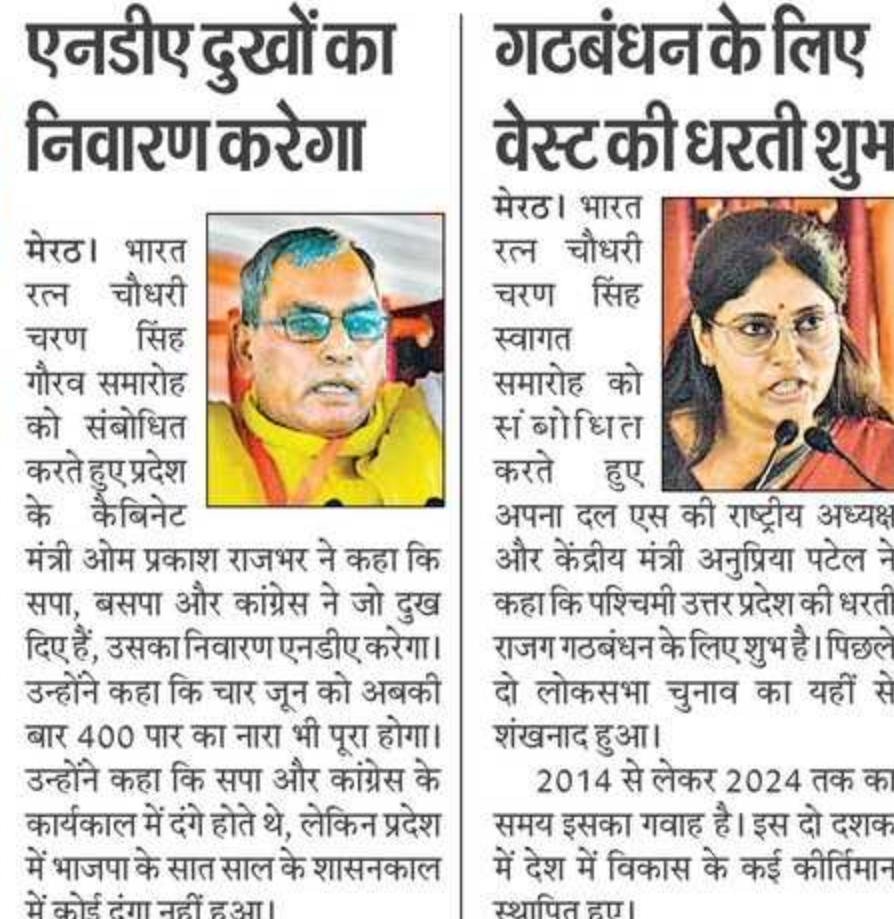 एनडीए दुखों का
निवारण करेगा
मेरठ। भारत
रत्न चौधरी
चरण सिंह
गौरव समारोह
को संबोधित
करते हुए प्रदेश
के कैबिनेट
मंत्री ओम प्रकाश राजभर ने कहा कि
सपा, बसपा और कांग्रेस ने जो दुख
दिए हैं, उसका निवारण एनडीए करेगा।
उन्होंने कहा कि चार जून को अबकी
बार 400 पार का नारा भी पूरा होगा।
उन्होंने कहा कि सपा और कांग्रेस के
कार्यकाल में दंगे होते थे, लेकिन प्रदेश
में भाजपा के सात साल के शासनकाल
में कोई दंगा नहीं हुआ।
गठबंधन के लिए
वेस्ट की धरती शुभ
मेरठ। भारत
रत्न चौधरी
चरण सिंह
स्वागत
समारोह को
संबोधित
करते हुए
अपना दल एस की राष्ट्रीय अध्यक्ष
और केंद्रीय मंत्री अनुप्रिया पटेल ने
कहा कि पश्चिमी उत्तर प्रदेश की धरती
राजग गठबंधन के लिए शुभ है। पिछले
दो लोकसभा चुनाव का यहीं से
शंखनाद हुआ।
2014 से लेकर 2024 तक का
समय इसका गवाह है। इस दो दशक
में देश में विकास के कई कीर्तिमान
स्थापित हुए।